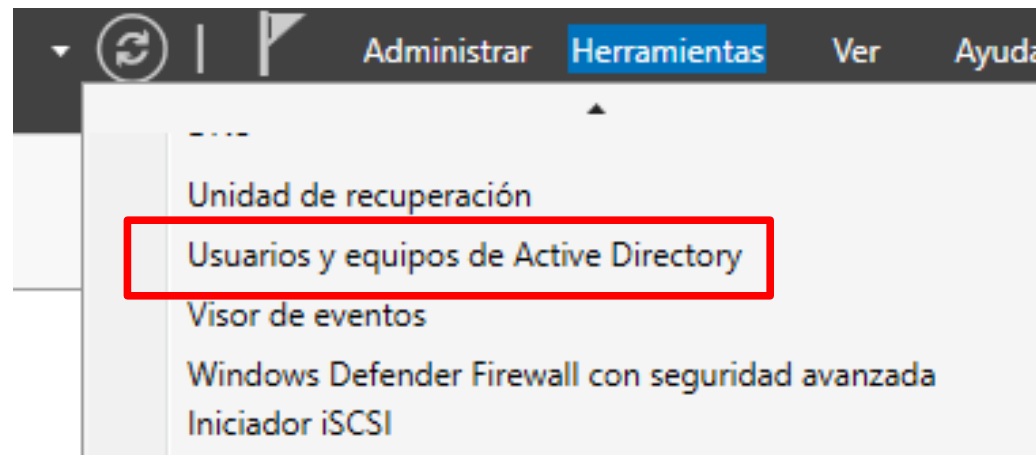 Administrar Herramientas Ver Ayuda
Unidad de recuperación
Usuarios y equipos de Active Directory
Visor de eventos
Windows Defender Firewall con seguridad avanzada
Iniciador iSCSI